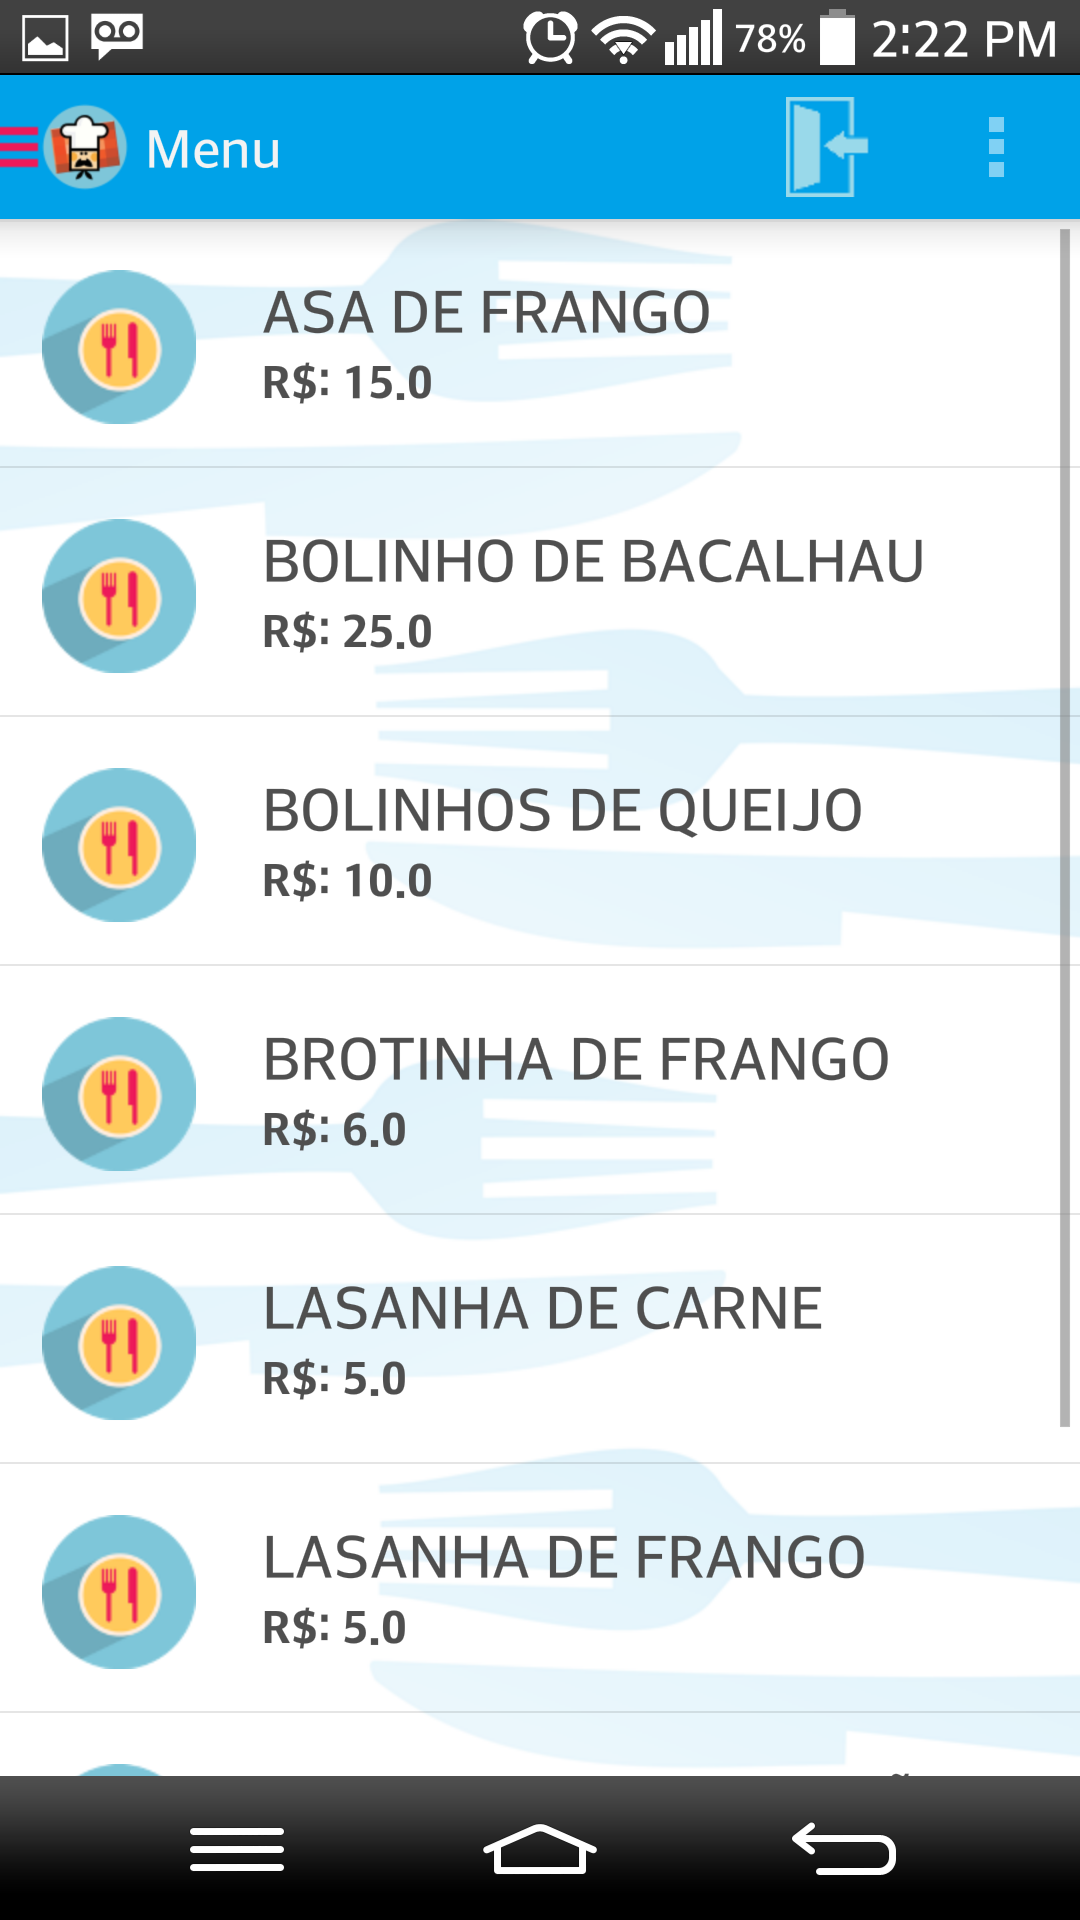 78% 2:22 PM
Menu
ASA DE FRANGO
R$: 15.0
BOLINHO DE BACALHAU
R$: 25.0
BOLINHOS DE QUEIJO
R$: 10.0
BROTINHA DE FRANGO
R$: 6.0
LASANHA DE CARNE
R$: 5.0
LASANHA DE FRANGO
R$: 5.0